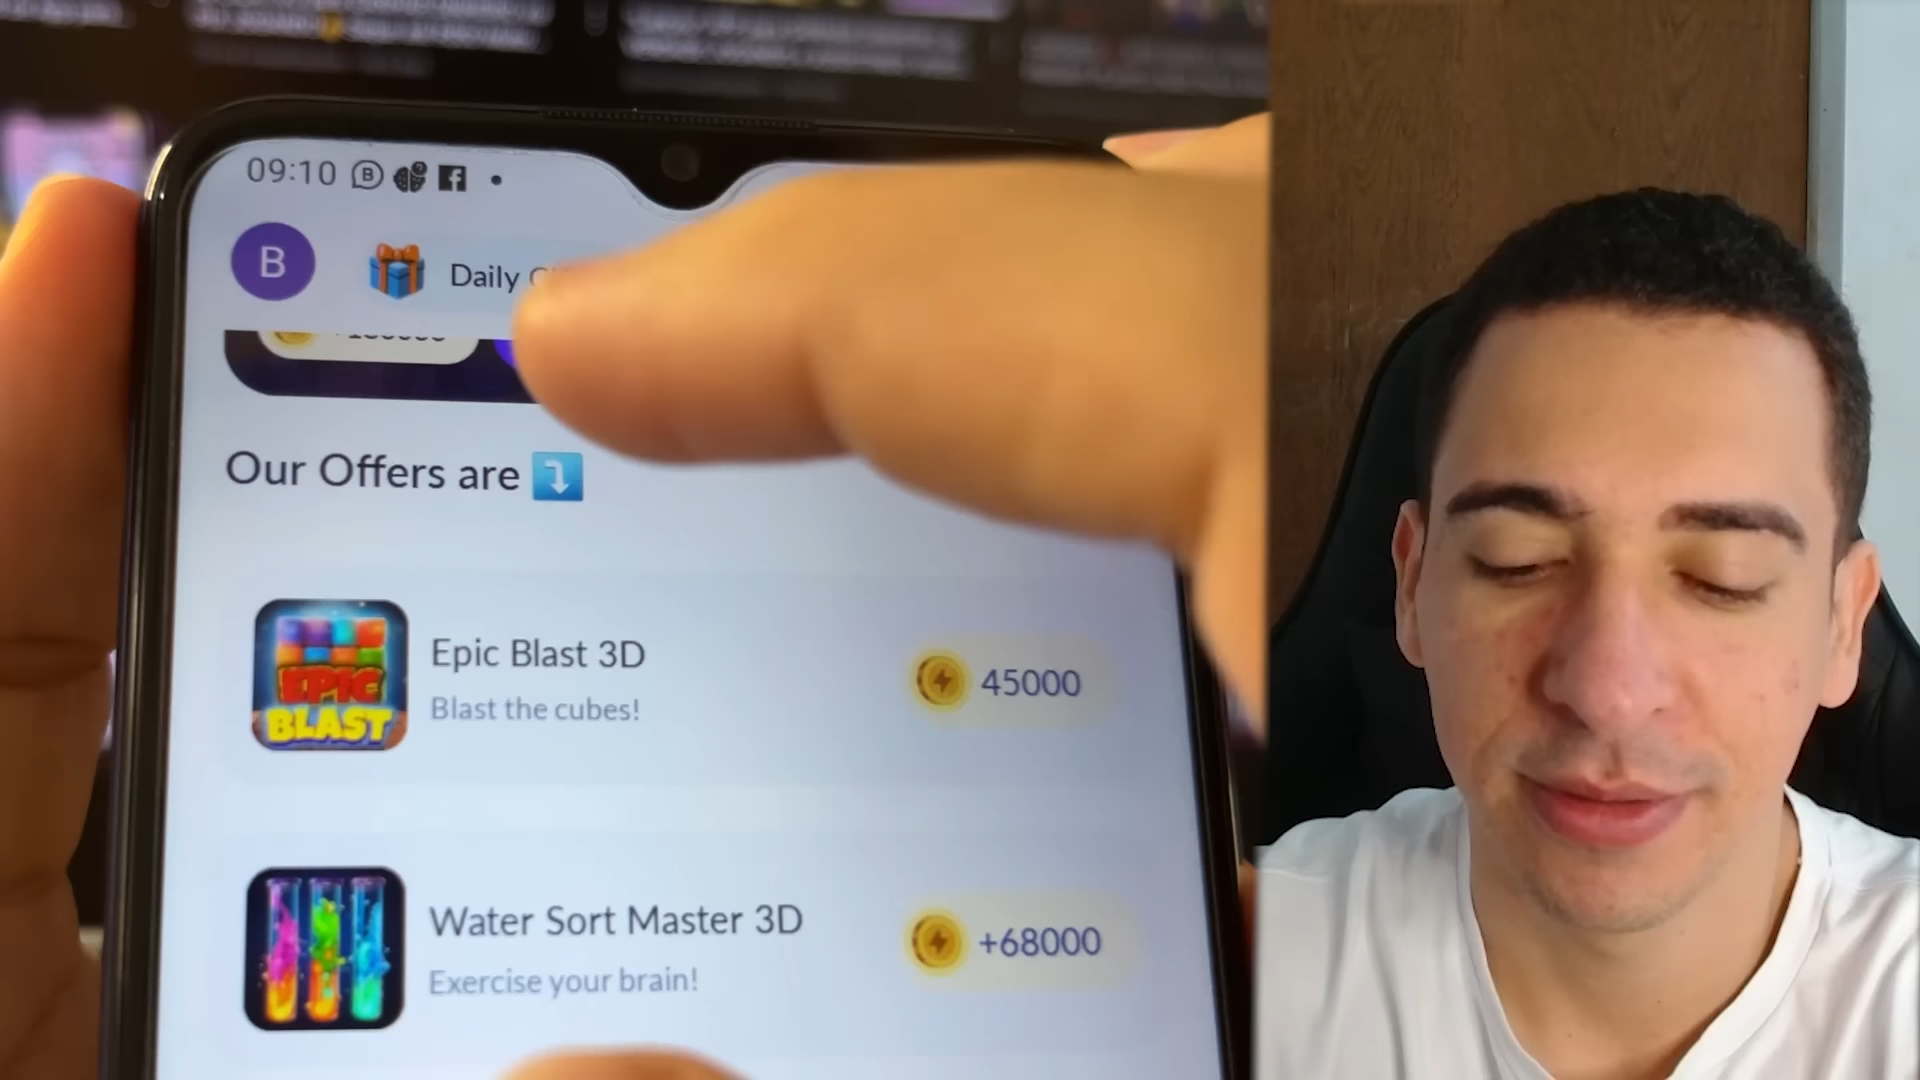 09:10
B
Daily
Our Offers are
Epic Blast 3D
Blast the cubes!
45000
EPIC
BLAST
Water Sort Master 3D
Exercise your brain!
+68000